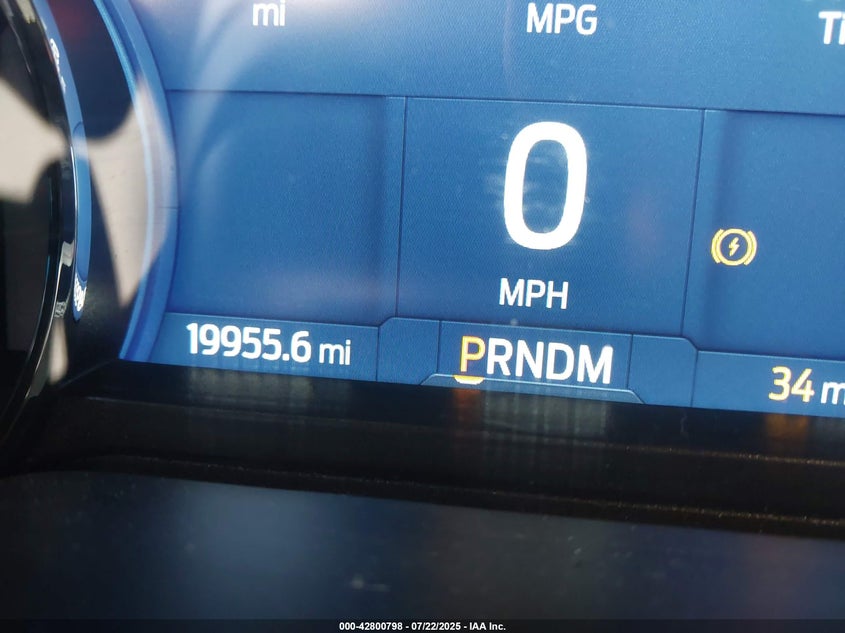 mi
MPG
0
MPH
19955.6 mi
PRNDM
34
000-42800798 - 07/22/2025 - IAA Inc.